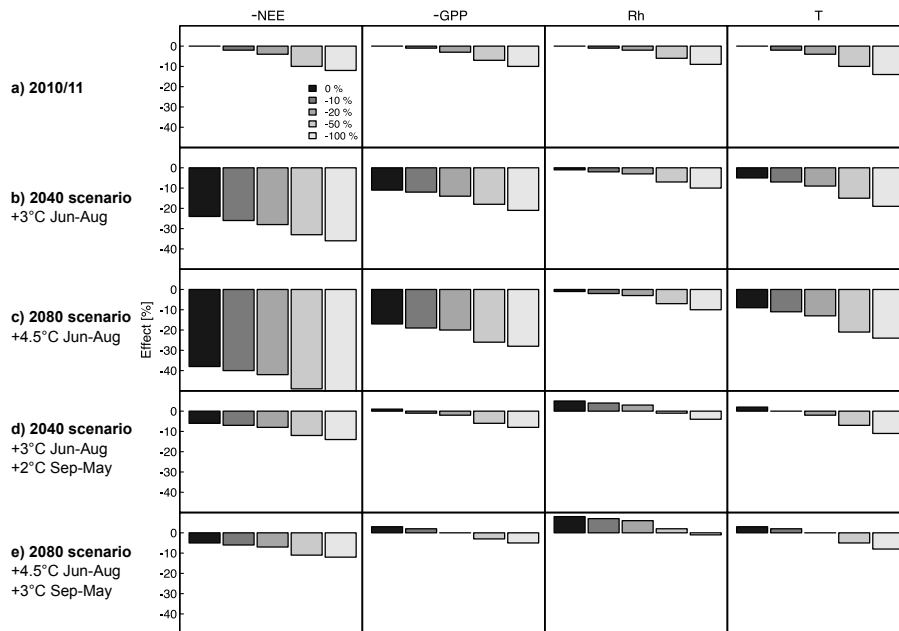 -NEE
-GPP
Rh
T
a) 2010/11
0
-10
-20
-30
-40
0 %
-10 %
-20 %
-50 %
-100 %
b) 2040 scenario
+3°C Jun-Aug
0
-10
-20
-30
-40
c) 2080 scenario
+4.5°C Jun-Aug
Effect [%]
0
-10
-20
-30
-40
d) 2040 scenario
+3°C Jun-Aug
+2°C Sep-May
0
-10
-20
-30
-40
e) 2080 scenario
+4.5°C Jun-Aug
+3°C Sep-May
0
-10
-20
-30
-40